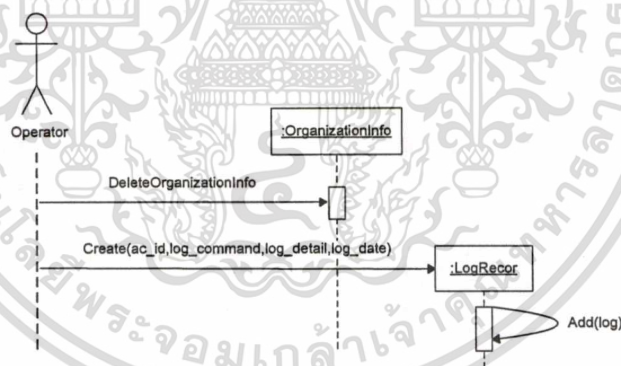 Operator
:OrganizationInfo
DeleteOrganizationInfo
Create(ac_id,log_command,log_detail,log_date)
:LogRecor
Add(log)